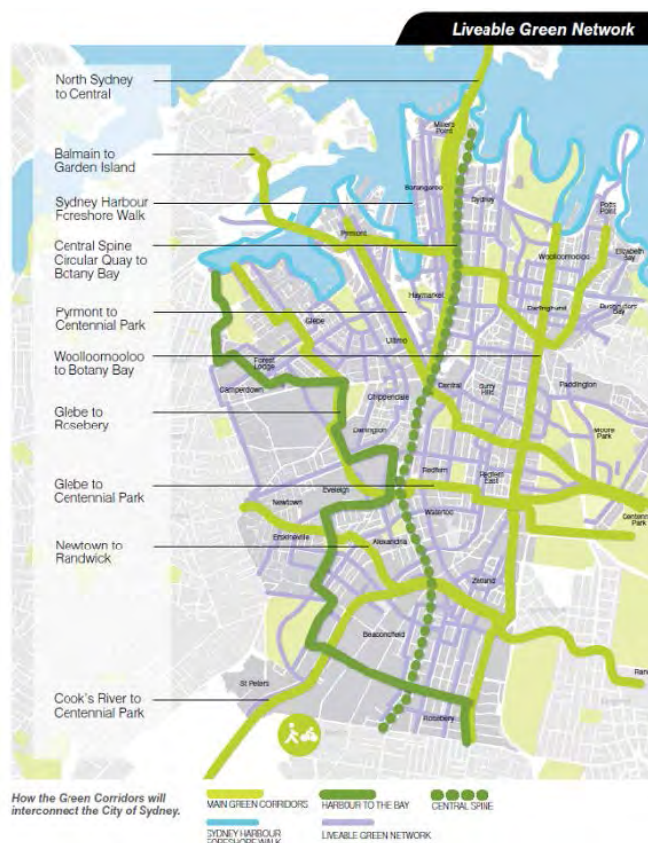 Liveable Green Network
North Sydney
to Central
Balmain to
Garden Island
Sydney Harbour
Foreshore Walk
Central Spine
Circular Quay to
Botany Bay
Pyrmont to
Centennial Park
Woolloomooloo
to Botany Bay
Glebe to
Rosebery
Glebe to
Centennial Park
Newtown to
Randwick
Cook's River to
Centennial Park
Millers
Point
Barangaroo
Sydney
Potts
Point
Pyrmont
Woolloomooloo
Elizabeth
Bay
Haymarket
Darlinghurst
Rushcutters
Bay
Glebe
Ultimo
Forest
Lodge
Camperdown
Central
Surry
Hills
Paddington
Chippendale
Darlington
Moore
Park
Redfern
Redfern
East
Eveleigh
Newtown
Waterloo
Centennial
Park
Erskineville
Alexandria
Zetland
Beaconsfield
St Peters
Rosebery
How the Green Corridors will
interconnect the City of Sydney.
MAIN GREEN CORRIDORS
HARBOUR TO THE BAY
CENTRAL SPINE
SYDNEY HARBOUR
FORESHORE WALK
LIVEABLE GREEN NETWORK